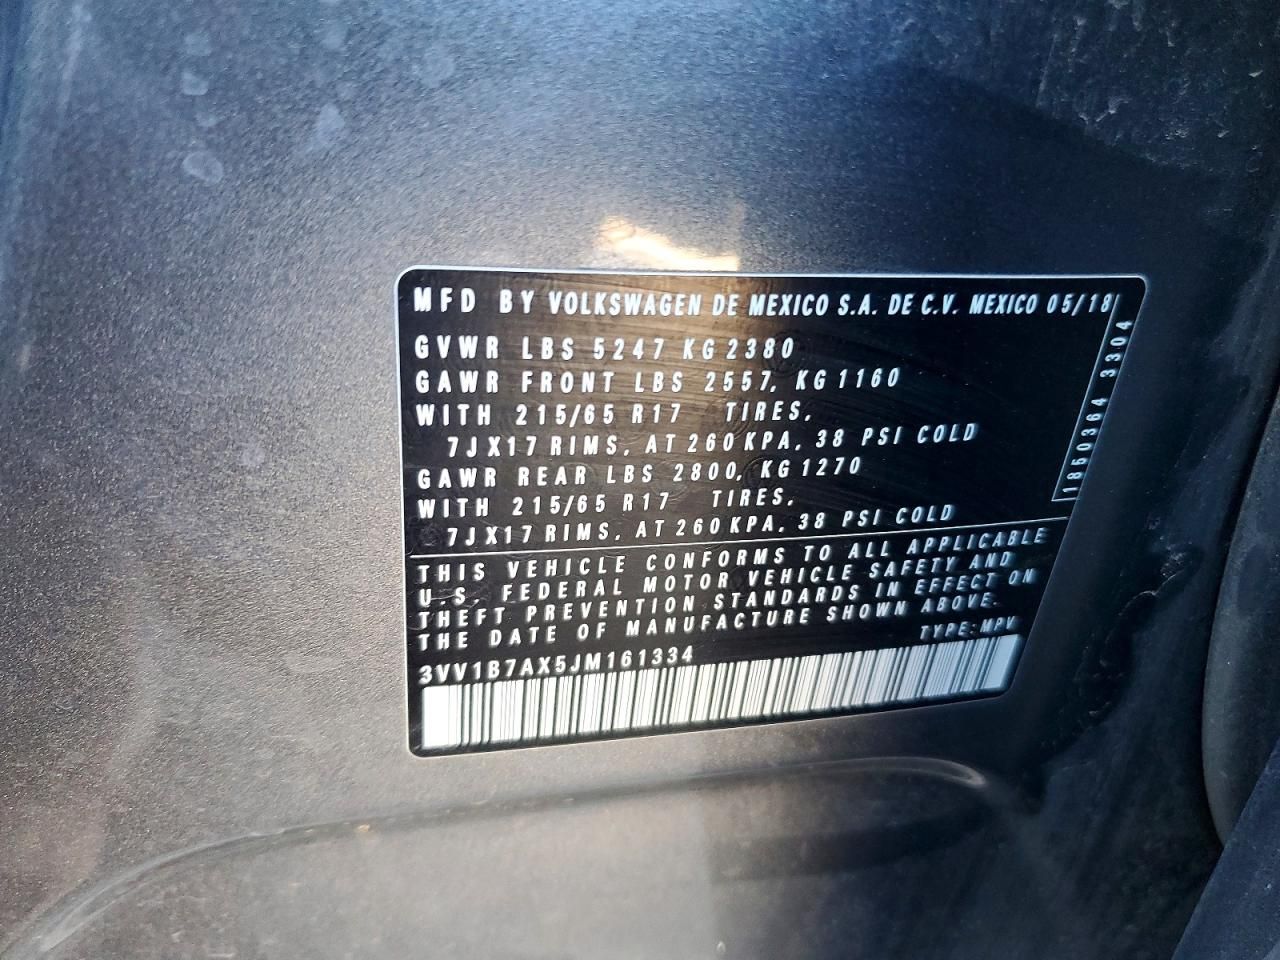 MFD BY VOLKSWAGEN DE MEXICO S.A. DE C.V. MEXICO 05/18
GVWR LBS 5247 KG 2380
GAWR FRONT LBS 2557, KG 1160
WITH 215/65 R17 TIRES,
7JX17 RIMS, AT 260 KPA, 38 PSI COLD
GAWR REAR LBS 2800, KG 1270
WITH 215/65 R17 TIRES,
7JX17 RIMS, AT 260 KPA, 38 PSI COLD
1850364 3304
THIS VEHICLE CONFORMS TO ALL APPLICABLE
U.S. FEDERAL MOTOR VEHICLE SAFETY AND
THEFT PREVENTION STANDARDS IN EFFECT ON
THE DATE OF MANUFACTURE SHOWN ABOVE.
TYPE: MPV
3VV1B7AX5JM161334